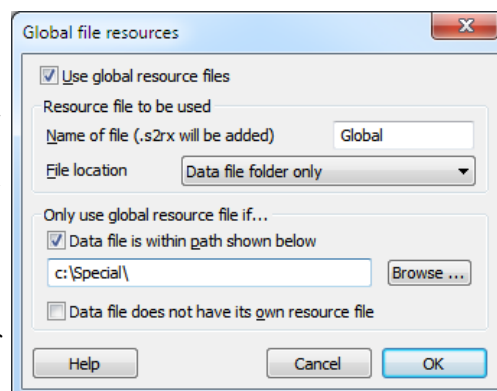 Global file resources
Use global resource files
Resource file to be used
Name of file (.s2rx will be added) Global
File location Data file folder only
Only use global resource file if...
Data file is within path shown below
c:\Special\ Browse ...
Data file does not have its own resource file
Help Cancel OK